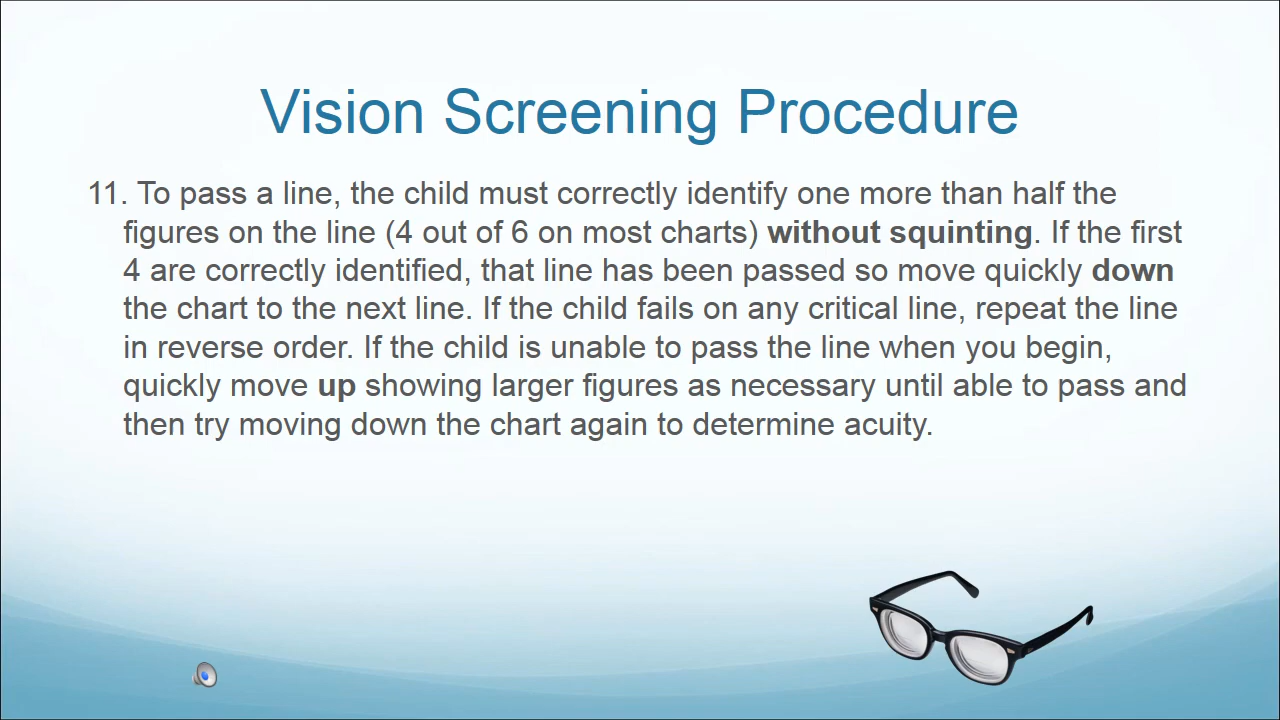 Vision Screening Procedure
11. To pass a line, the child must correctly identify one more than half the
figures on the line (4 out of 6 on most charts) without squinting. If the first
4 are correctly identified, that line has been passed so move quickly down
the chart to the next line. If the child fails on any critical line, repeat the line
in reverse order. If the child is unable to pass the line when you begin,
quickly move up showing larger figures as necessary until able to pass and
then try moving down the chart again to determine acuity.